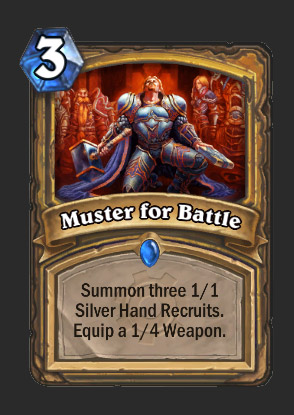 3
Muster for Battle
Summon three 1/1
Silver Hand Recruits.
Equip a 1/4 Weapon.